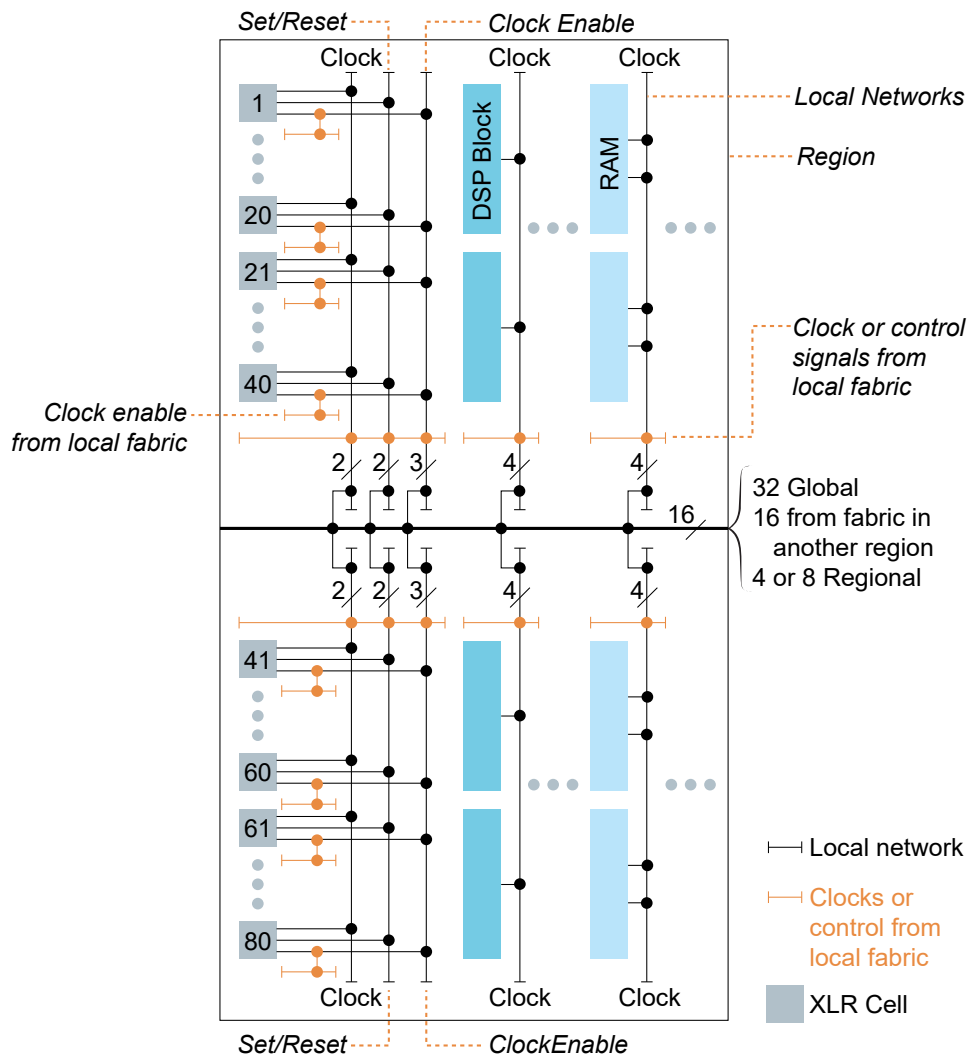 Set/Reset
Clock Enable
Clock
Clock
Clock
1
DSP Block
RAM
Local Networks
Region
20
21
40
Clock or control
signals from
local fabric
Clock enable
from local fabric
2
2
3
4
4
16
32 Global
16 from fabric in
another region
4 or 8 Regional
2
2
3
4
4
41
60
61
80
Local network
Clocks or
control from
local fabric
XLR Cell
Clock
Clock
Clock
Set/Reset
ClockEnable